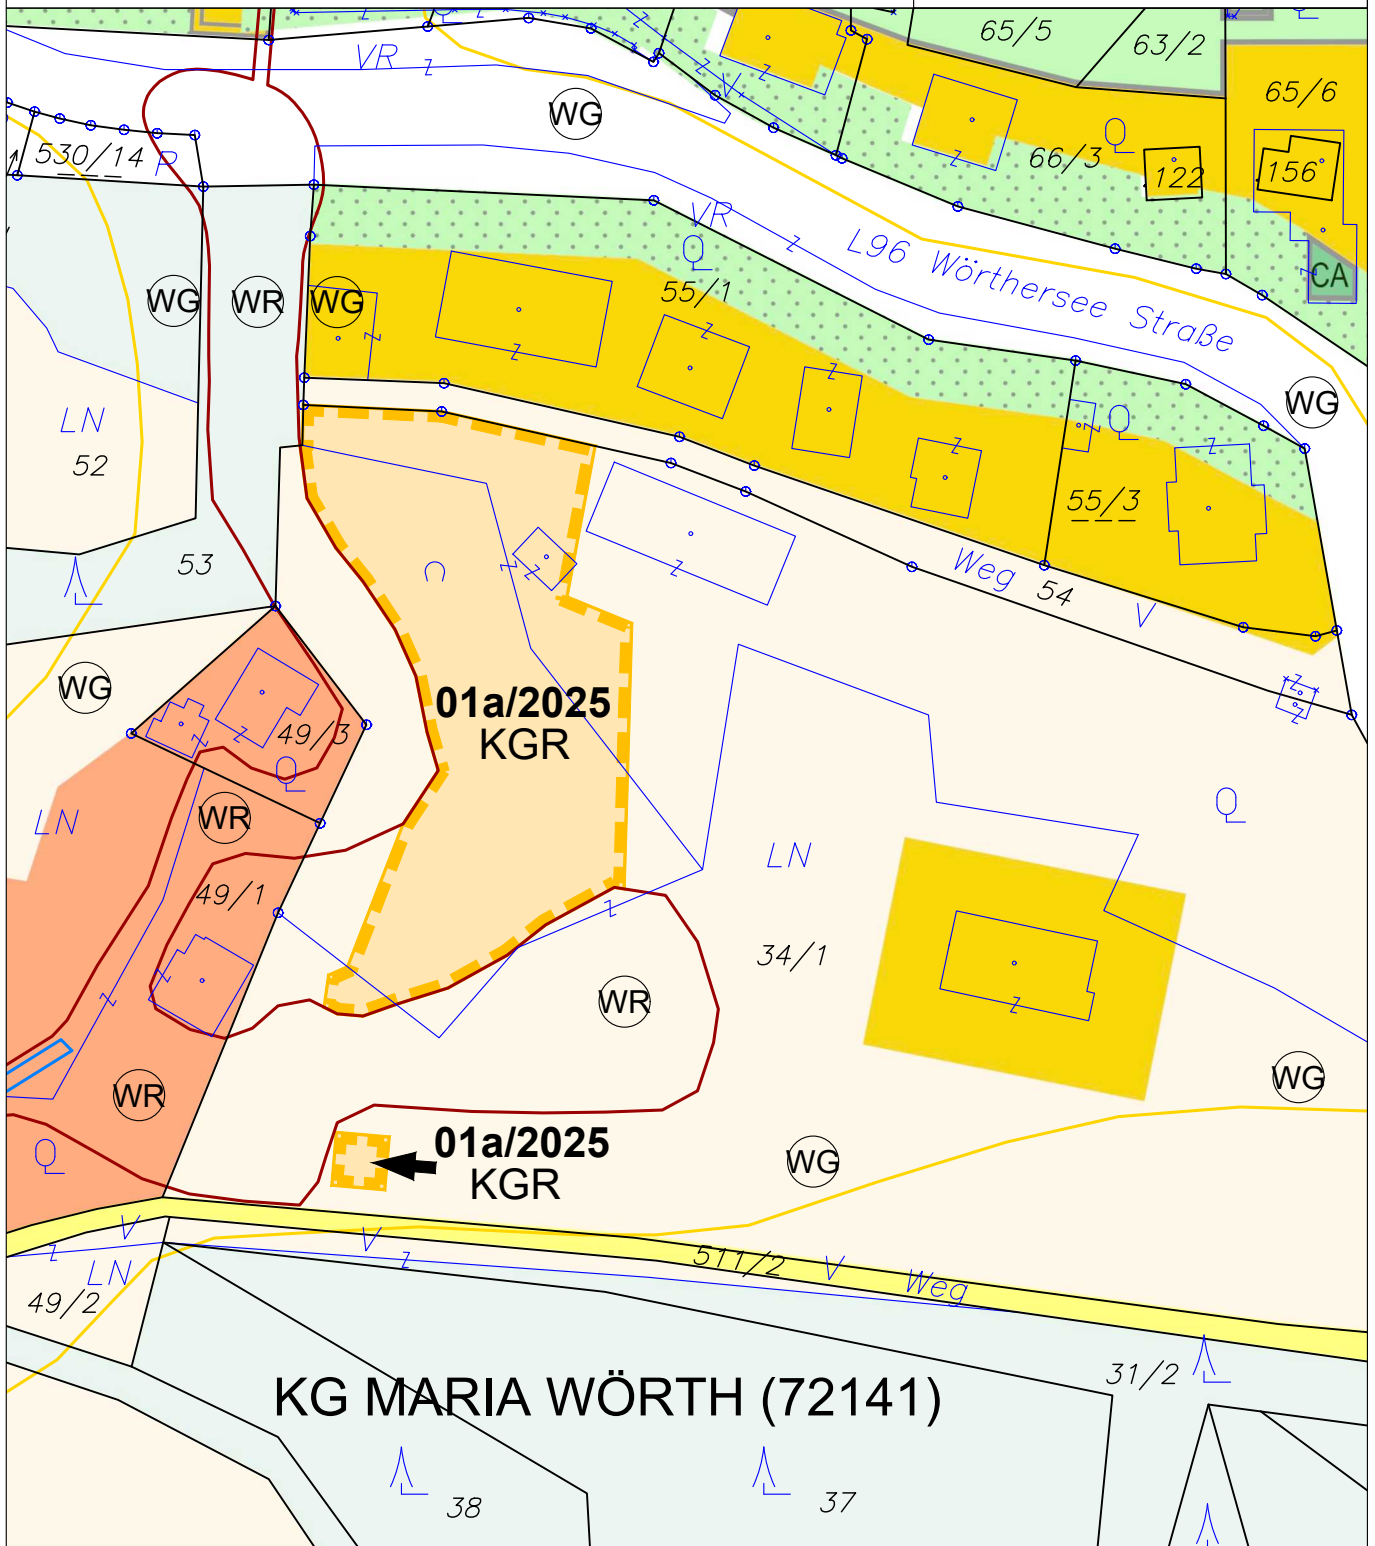 VR
65/5
63/2
65/6
WG
530/14
P
66/3
122
156
VR
L96 Wörthersee Straße
CA
WG
WR
WG
55/1
LN
52
WG
55/3
53
Weg
54
V
WG
01a/2025
KGR
49/3
LN
WR
LN
49/1
34/1
WR
WG
WR
01a/2025
KGR
WG
V
V
511/2
V
Weg
LN
49/2
31/2
KG MARIA WÖRTH (72141)
38
37